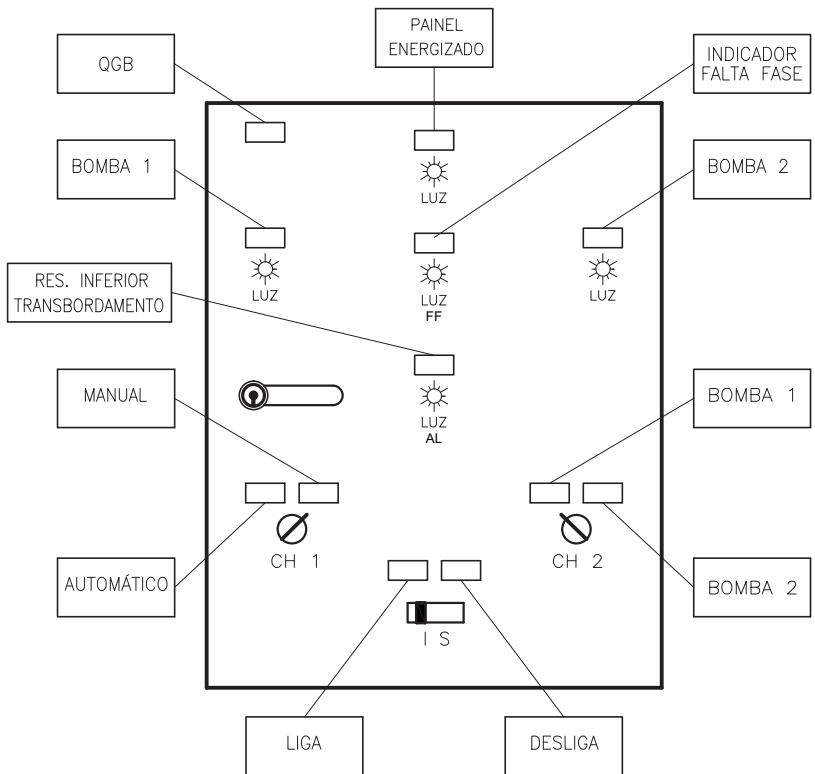 PAINEL
ENERGIZADO
QGB
INDICADOR
FALTA FASE
BOMBA 1
LUZ
BOMBA 2
LUZ
LUZ
FF
LUZ
RES. INFERIOR
TRANSBORDAMENTO
MANUAL
LUZ
AL
BOMBA 1
CH 1
CH 2
AUTOMÁTICO
BOMBA 2
I S
LIGA
DESLIGA